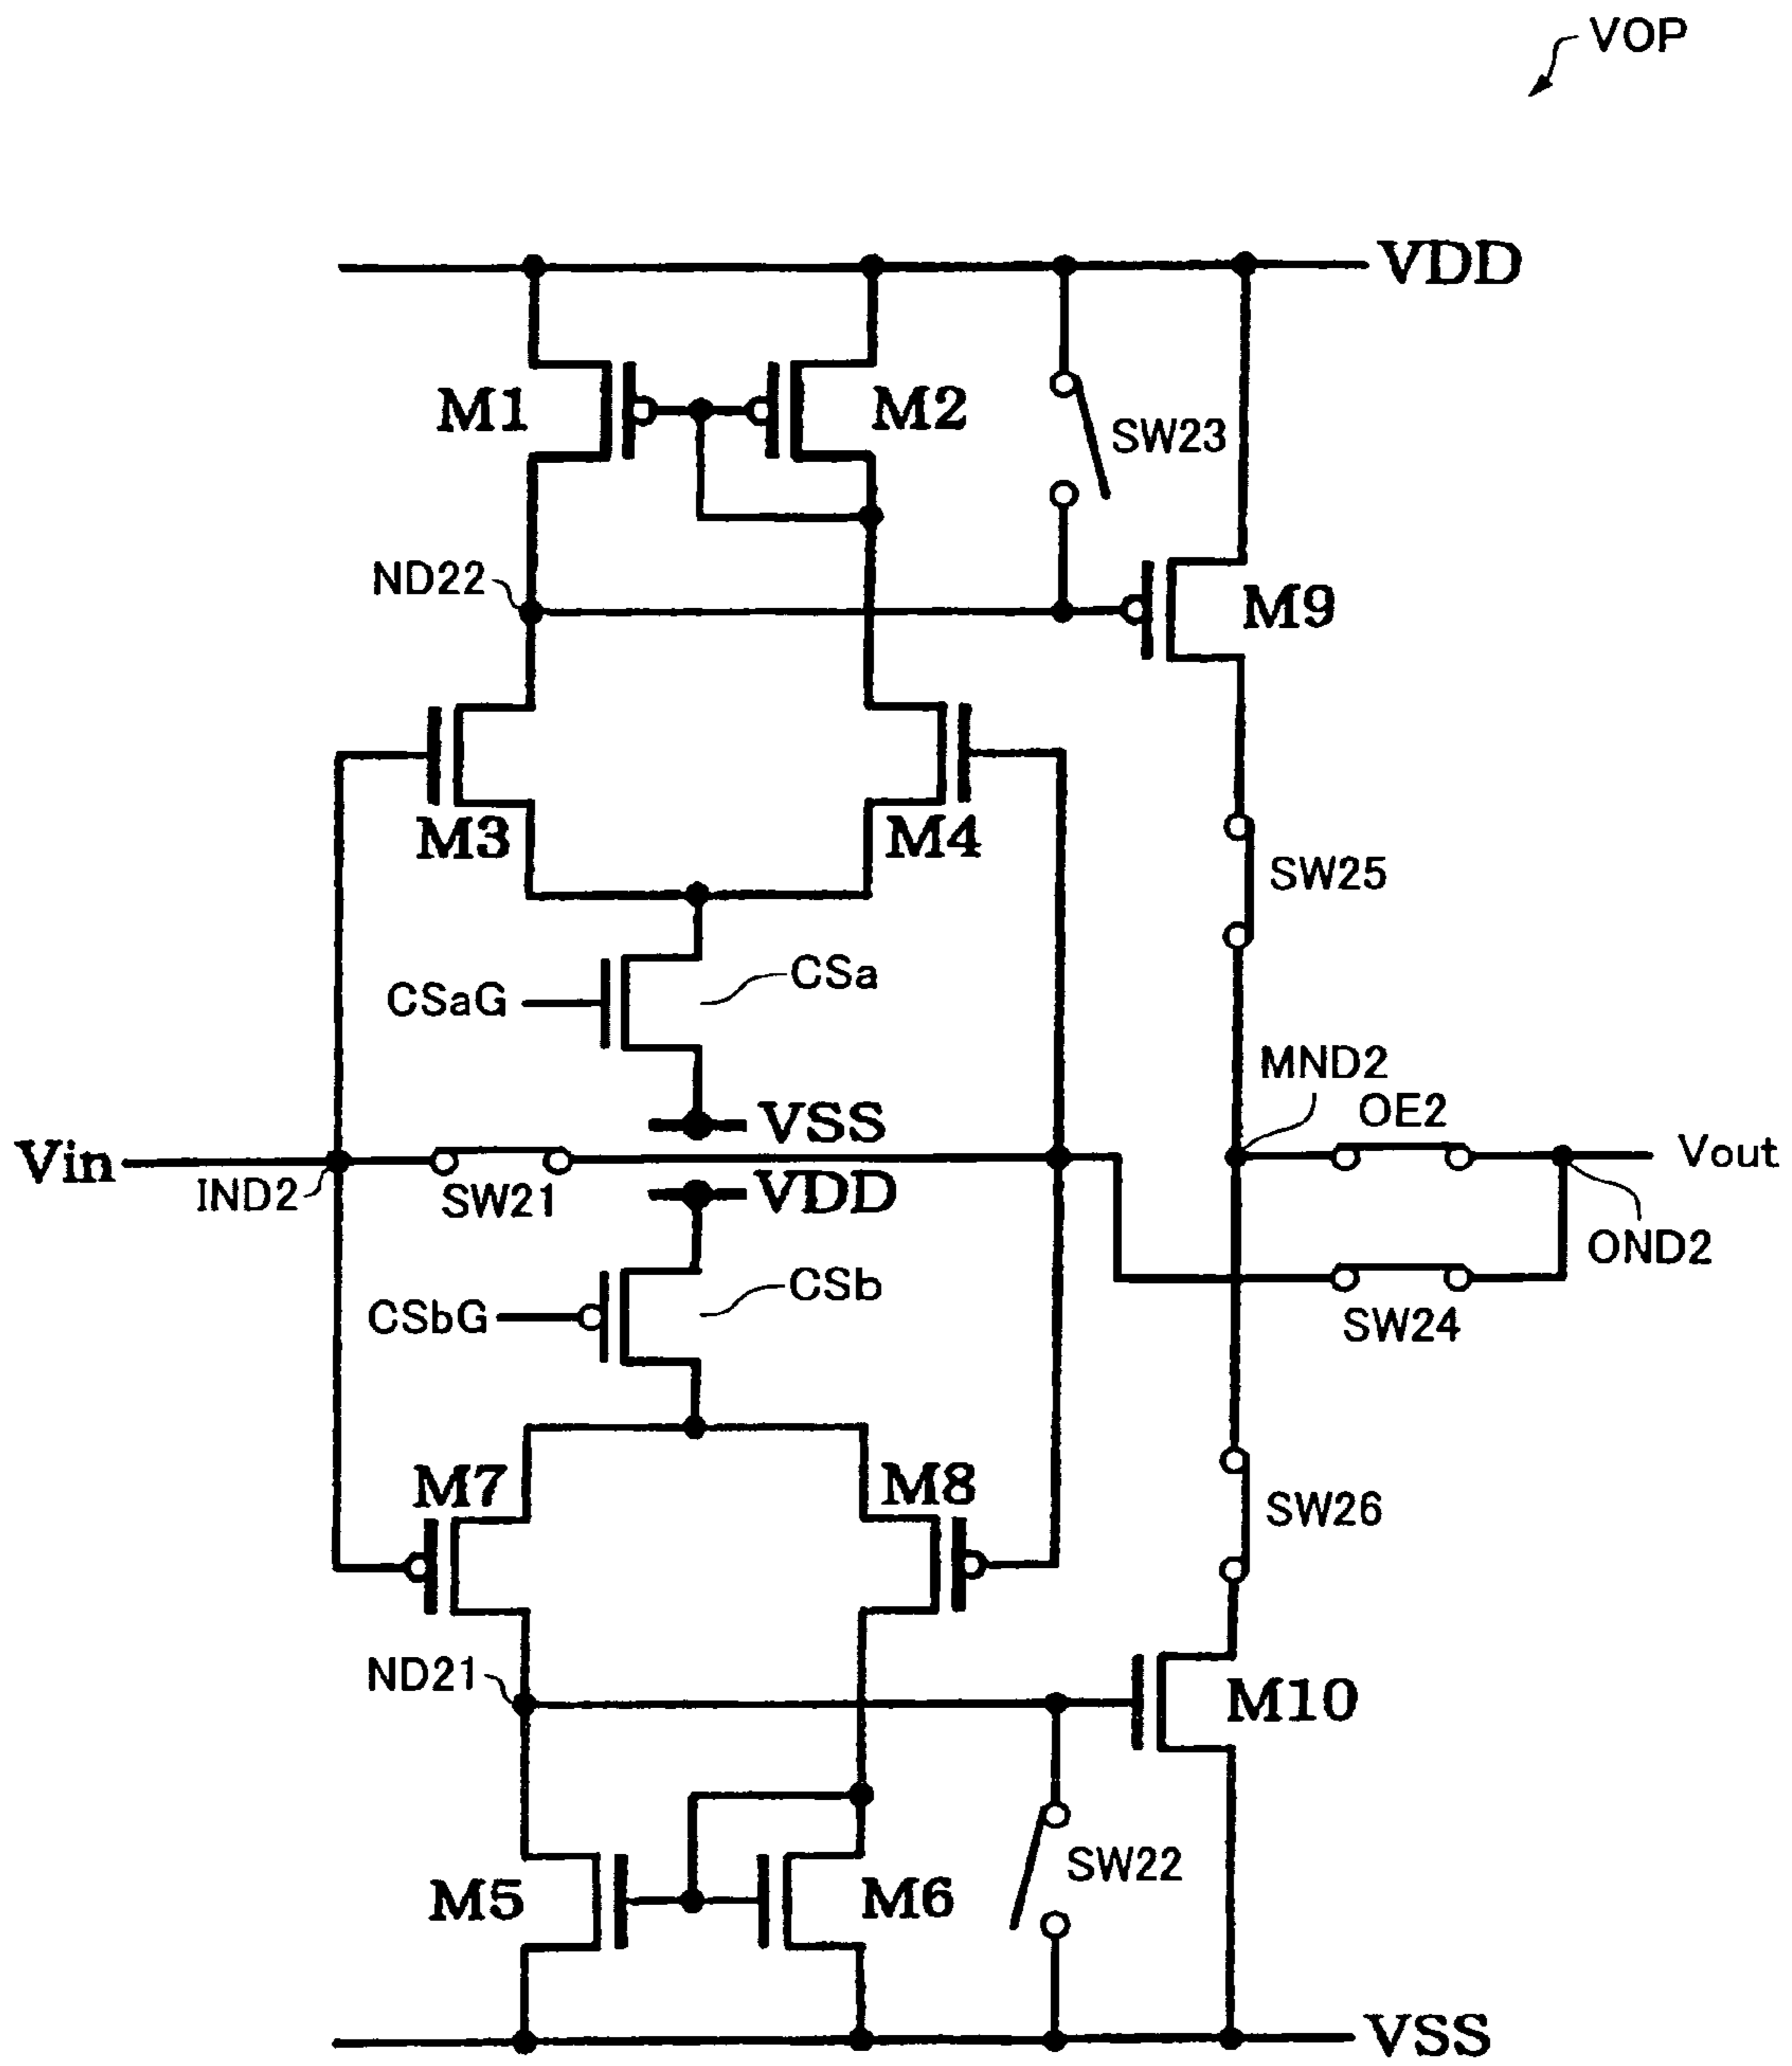 VOP
VDD
M1
M2
SW23
ND22
M9
M3
M4
SW25
CSaG
CSa
MND2
OE2
VSS
Vin
Vout
IND2
SW21
VDD
OND2
CSbG
CSb
SW24
M7
M8
SW26
ND21
M10
SW22
M5
M6
VSS